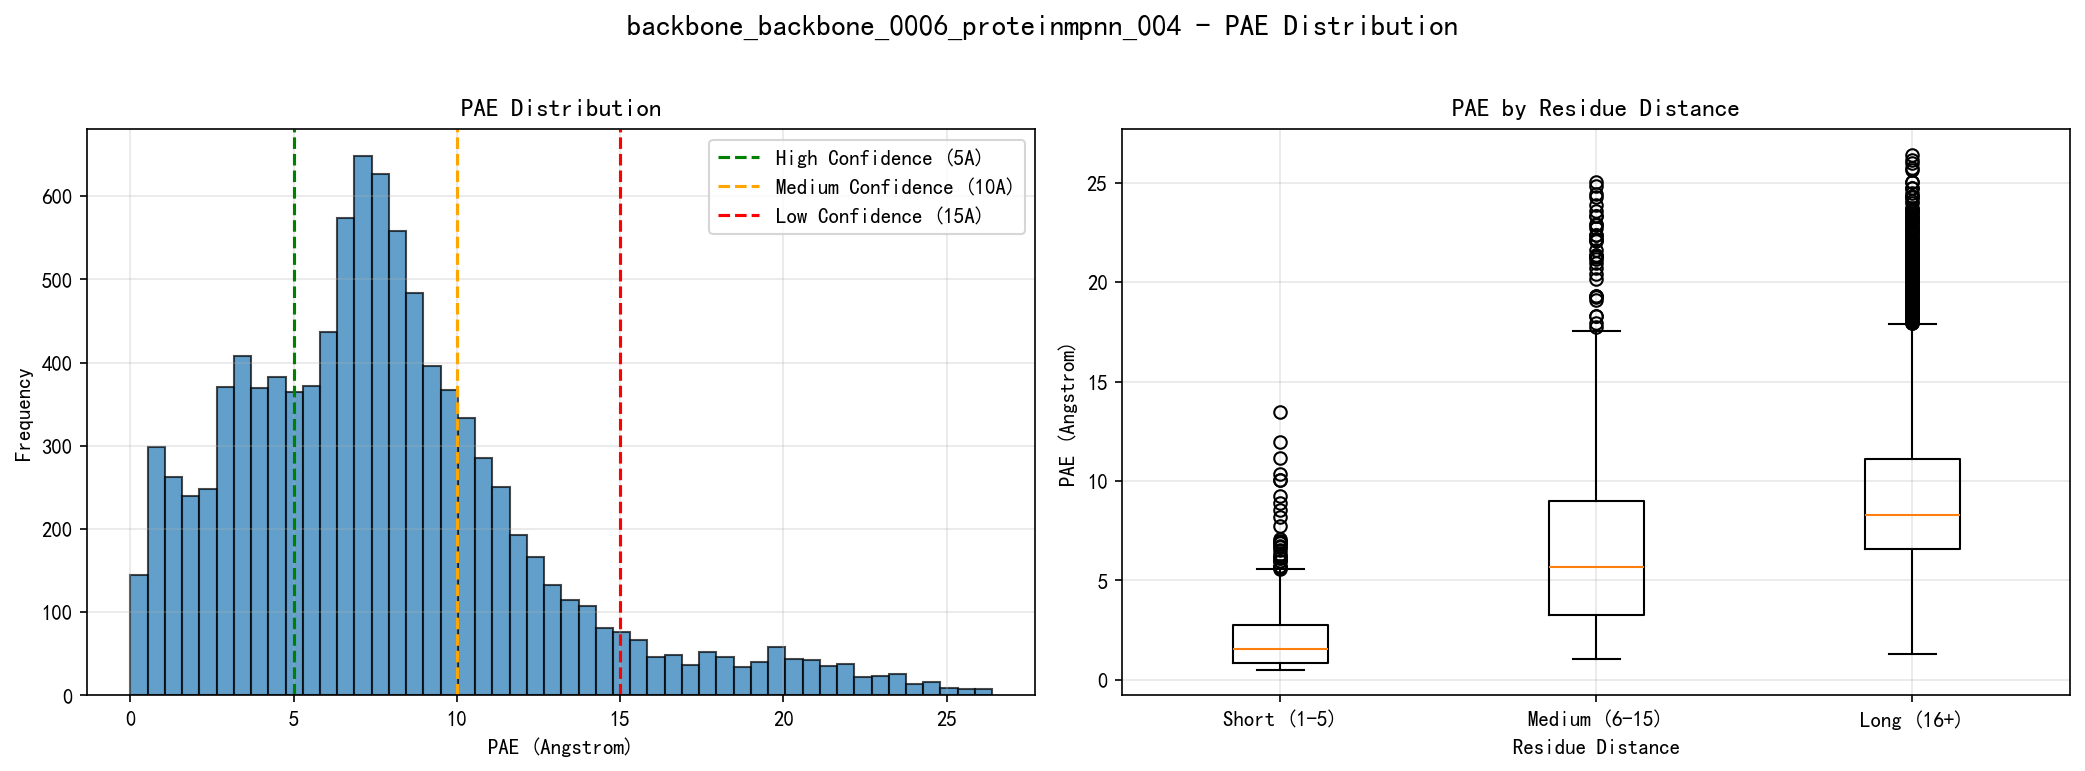 backbone_backbone_0006_proteinmpnn_004 - PAE Distribution
PAE Distribution
High Confidence (5A)
Medium Confidence (10A)
Low Confidence (15A)
Frequency
600
500
400
300
200
100
0
0 5 10 15 20 25
PAE (Angstrom)
PAE by Residue Distance
PAE (Angstrom)
25
20
15
10
5
0
Short (1-5) Medium (6-15) Long (16+)
Residue Distance